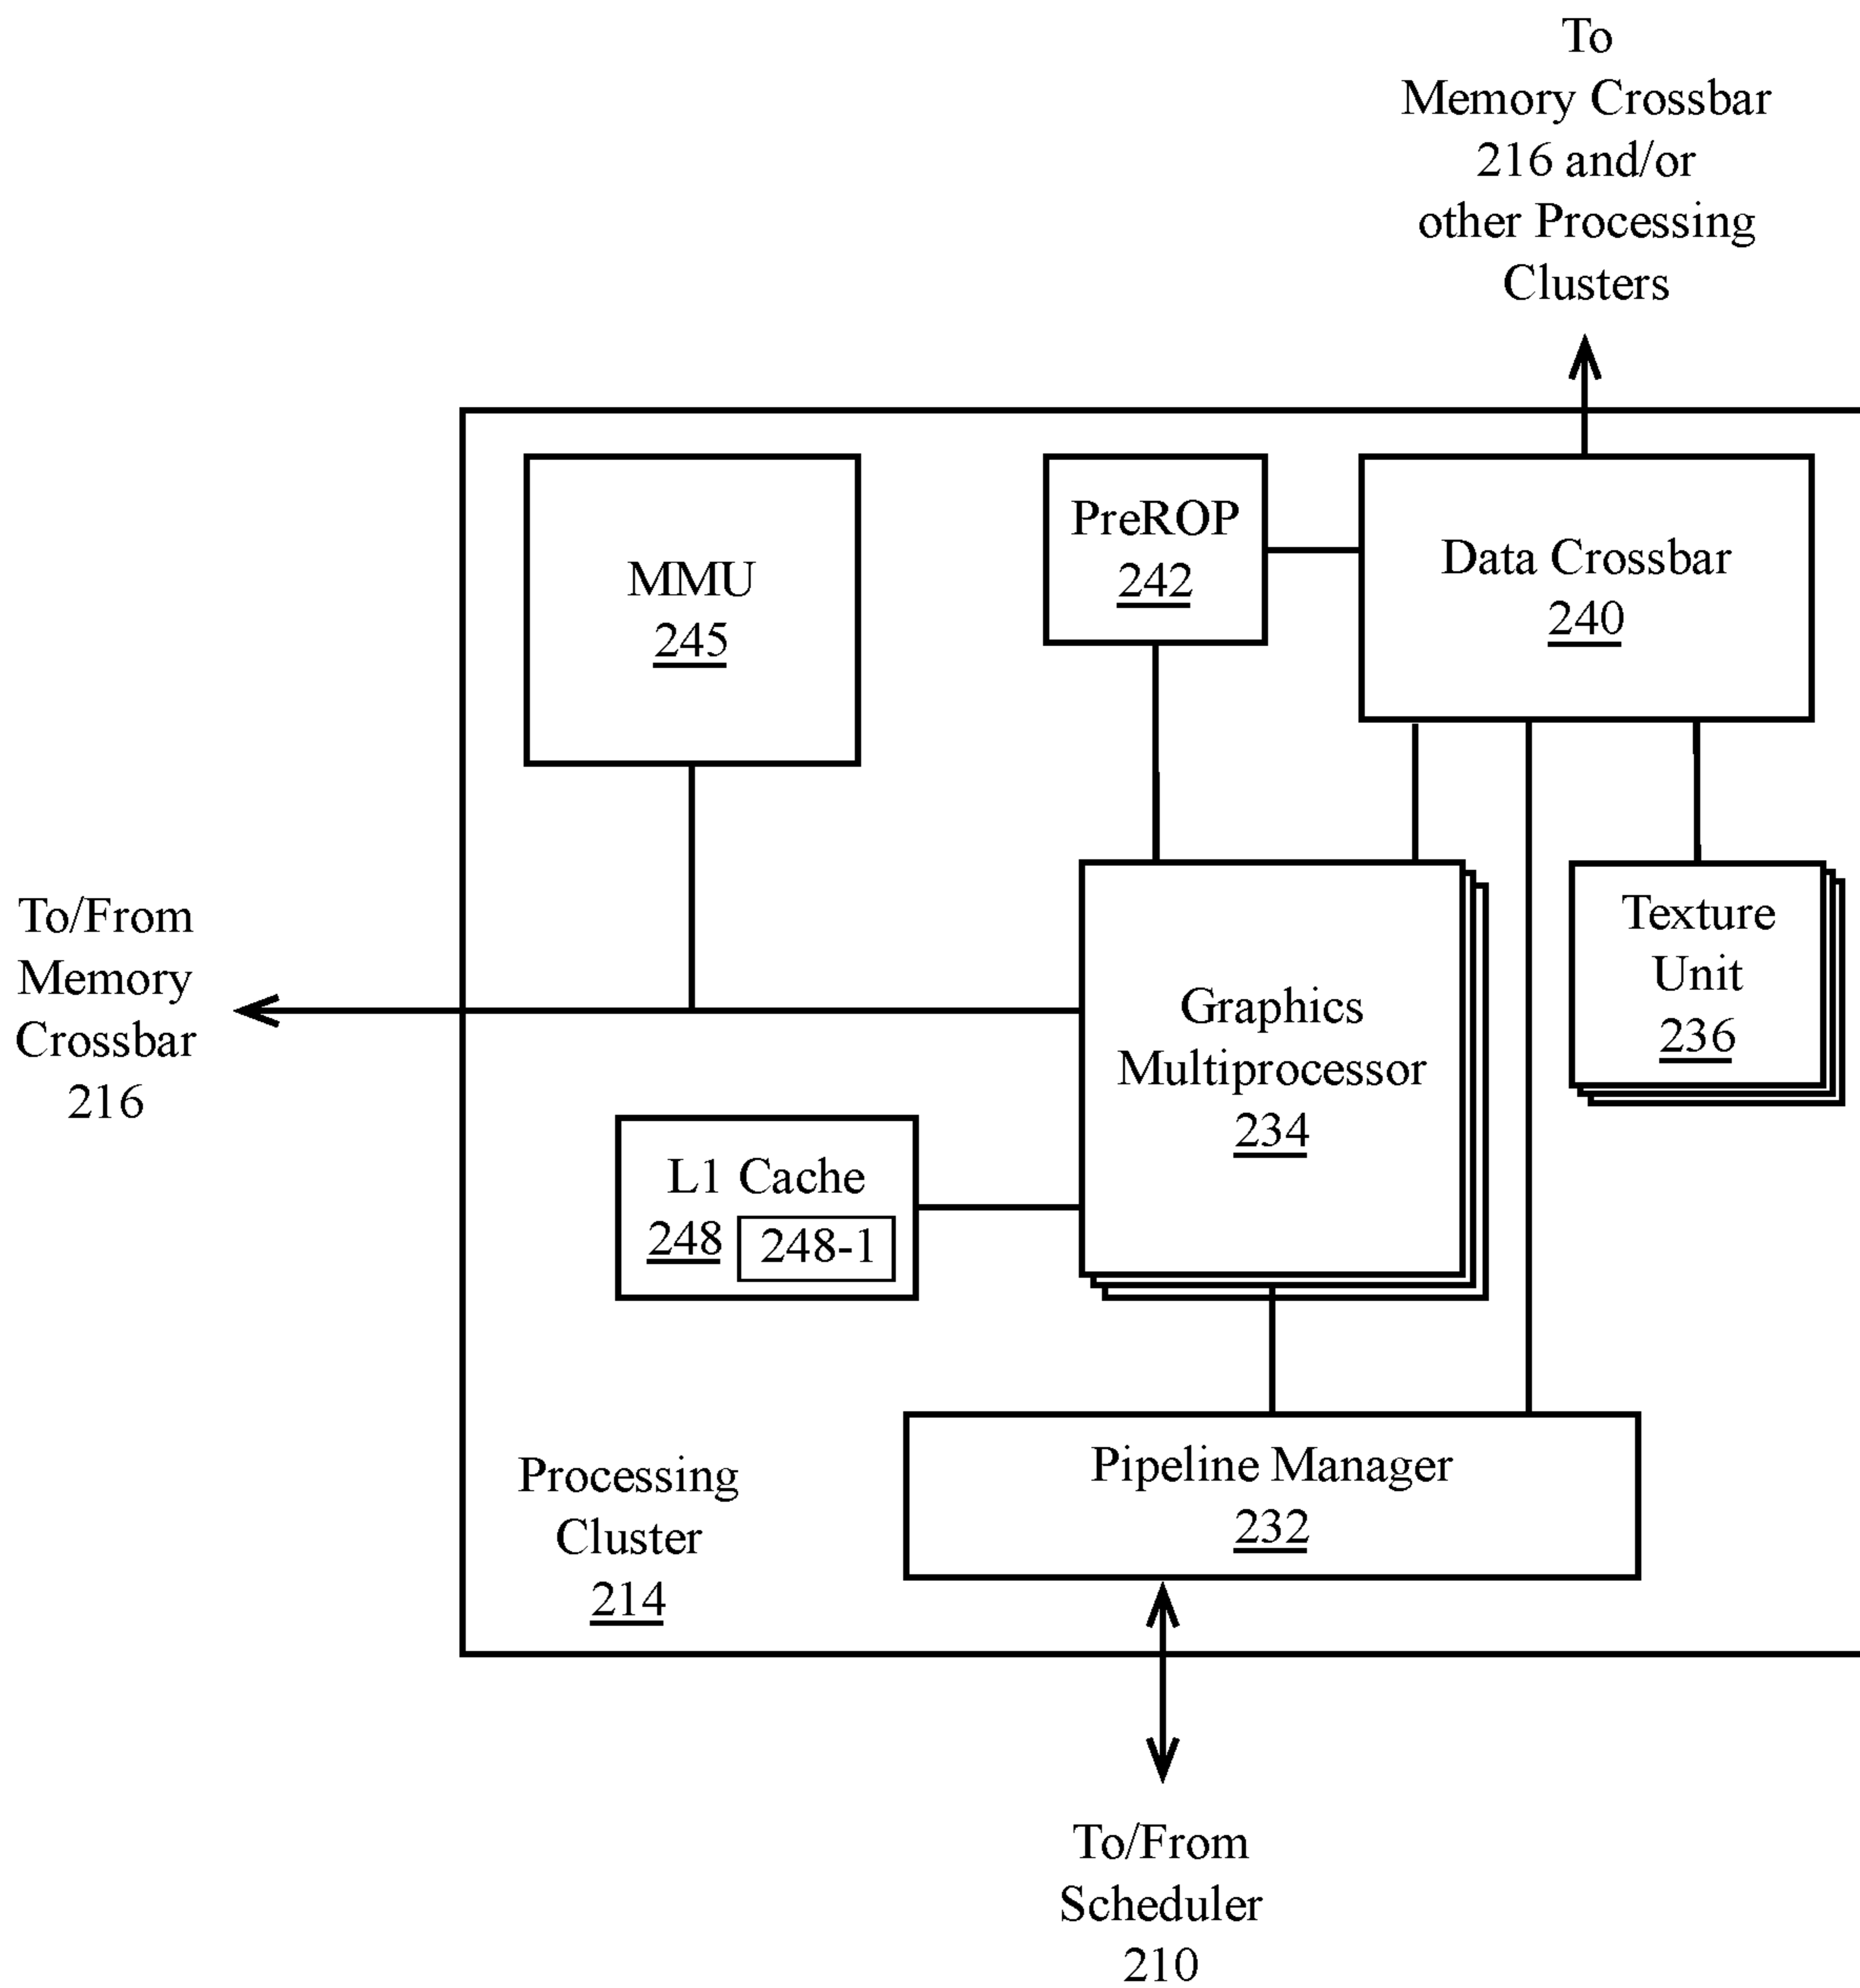 To
Memory Crossbar
216 and/or
other Processing
Clusters
MMU
245
PreROP
242
Data Crossbar
240
To/From
Memory
Crossbar
216
Graphics
Multiprocessor
234
Texture
Unit
236
L1 Cache
248
248-1
Pipeline Manager
232
Processing
Cluster
214
To/From
Scheduler
210